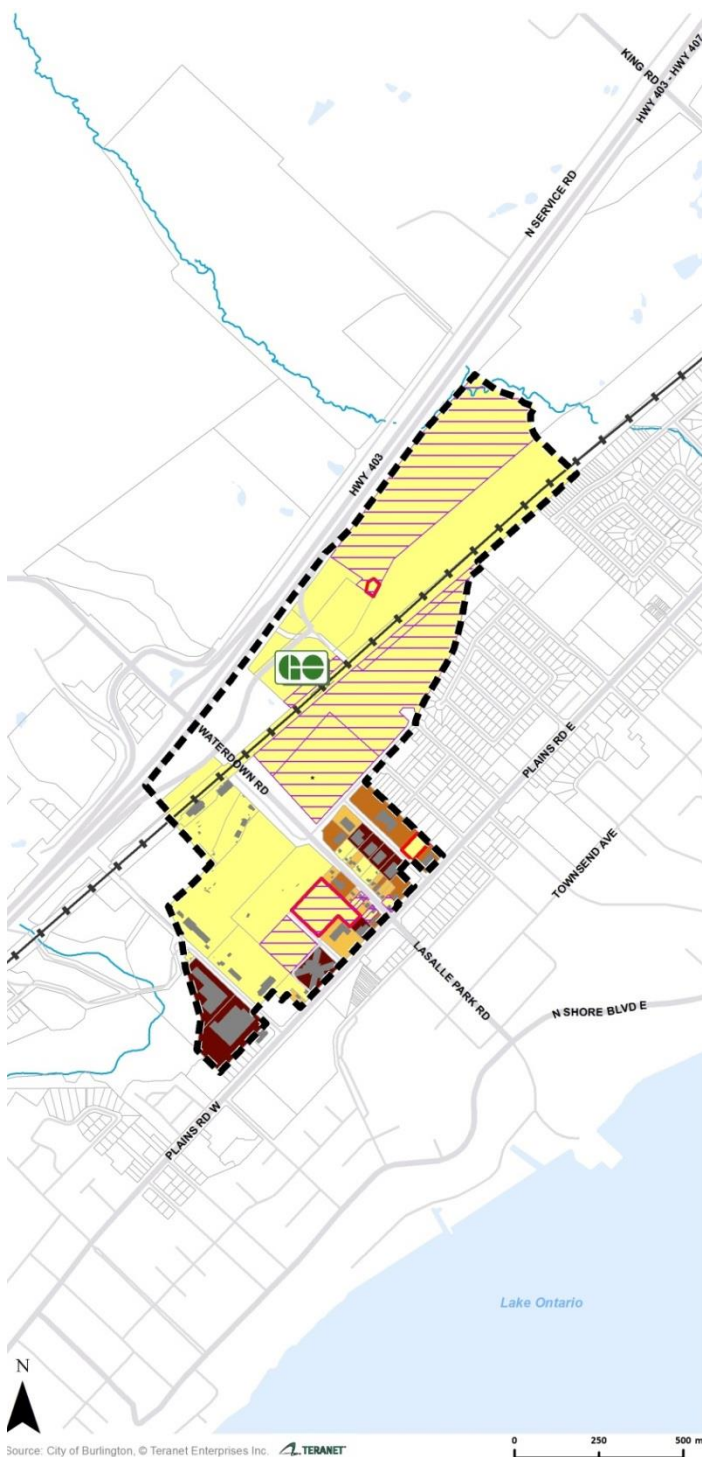 KING RD
HWY 403 - HWY 407
N SERVICE RD
HWY 403
GO
WATERDOWN RD
PLAINS RD E
TOWNSEND AVE
LASALLE PARK RD
N SHORE BLVD E
PLAINS RD W
Lake Ontario
N
0 250 500 m
Source: City of Burlington, © Teranet Enterprises Inc. TERANET